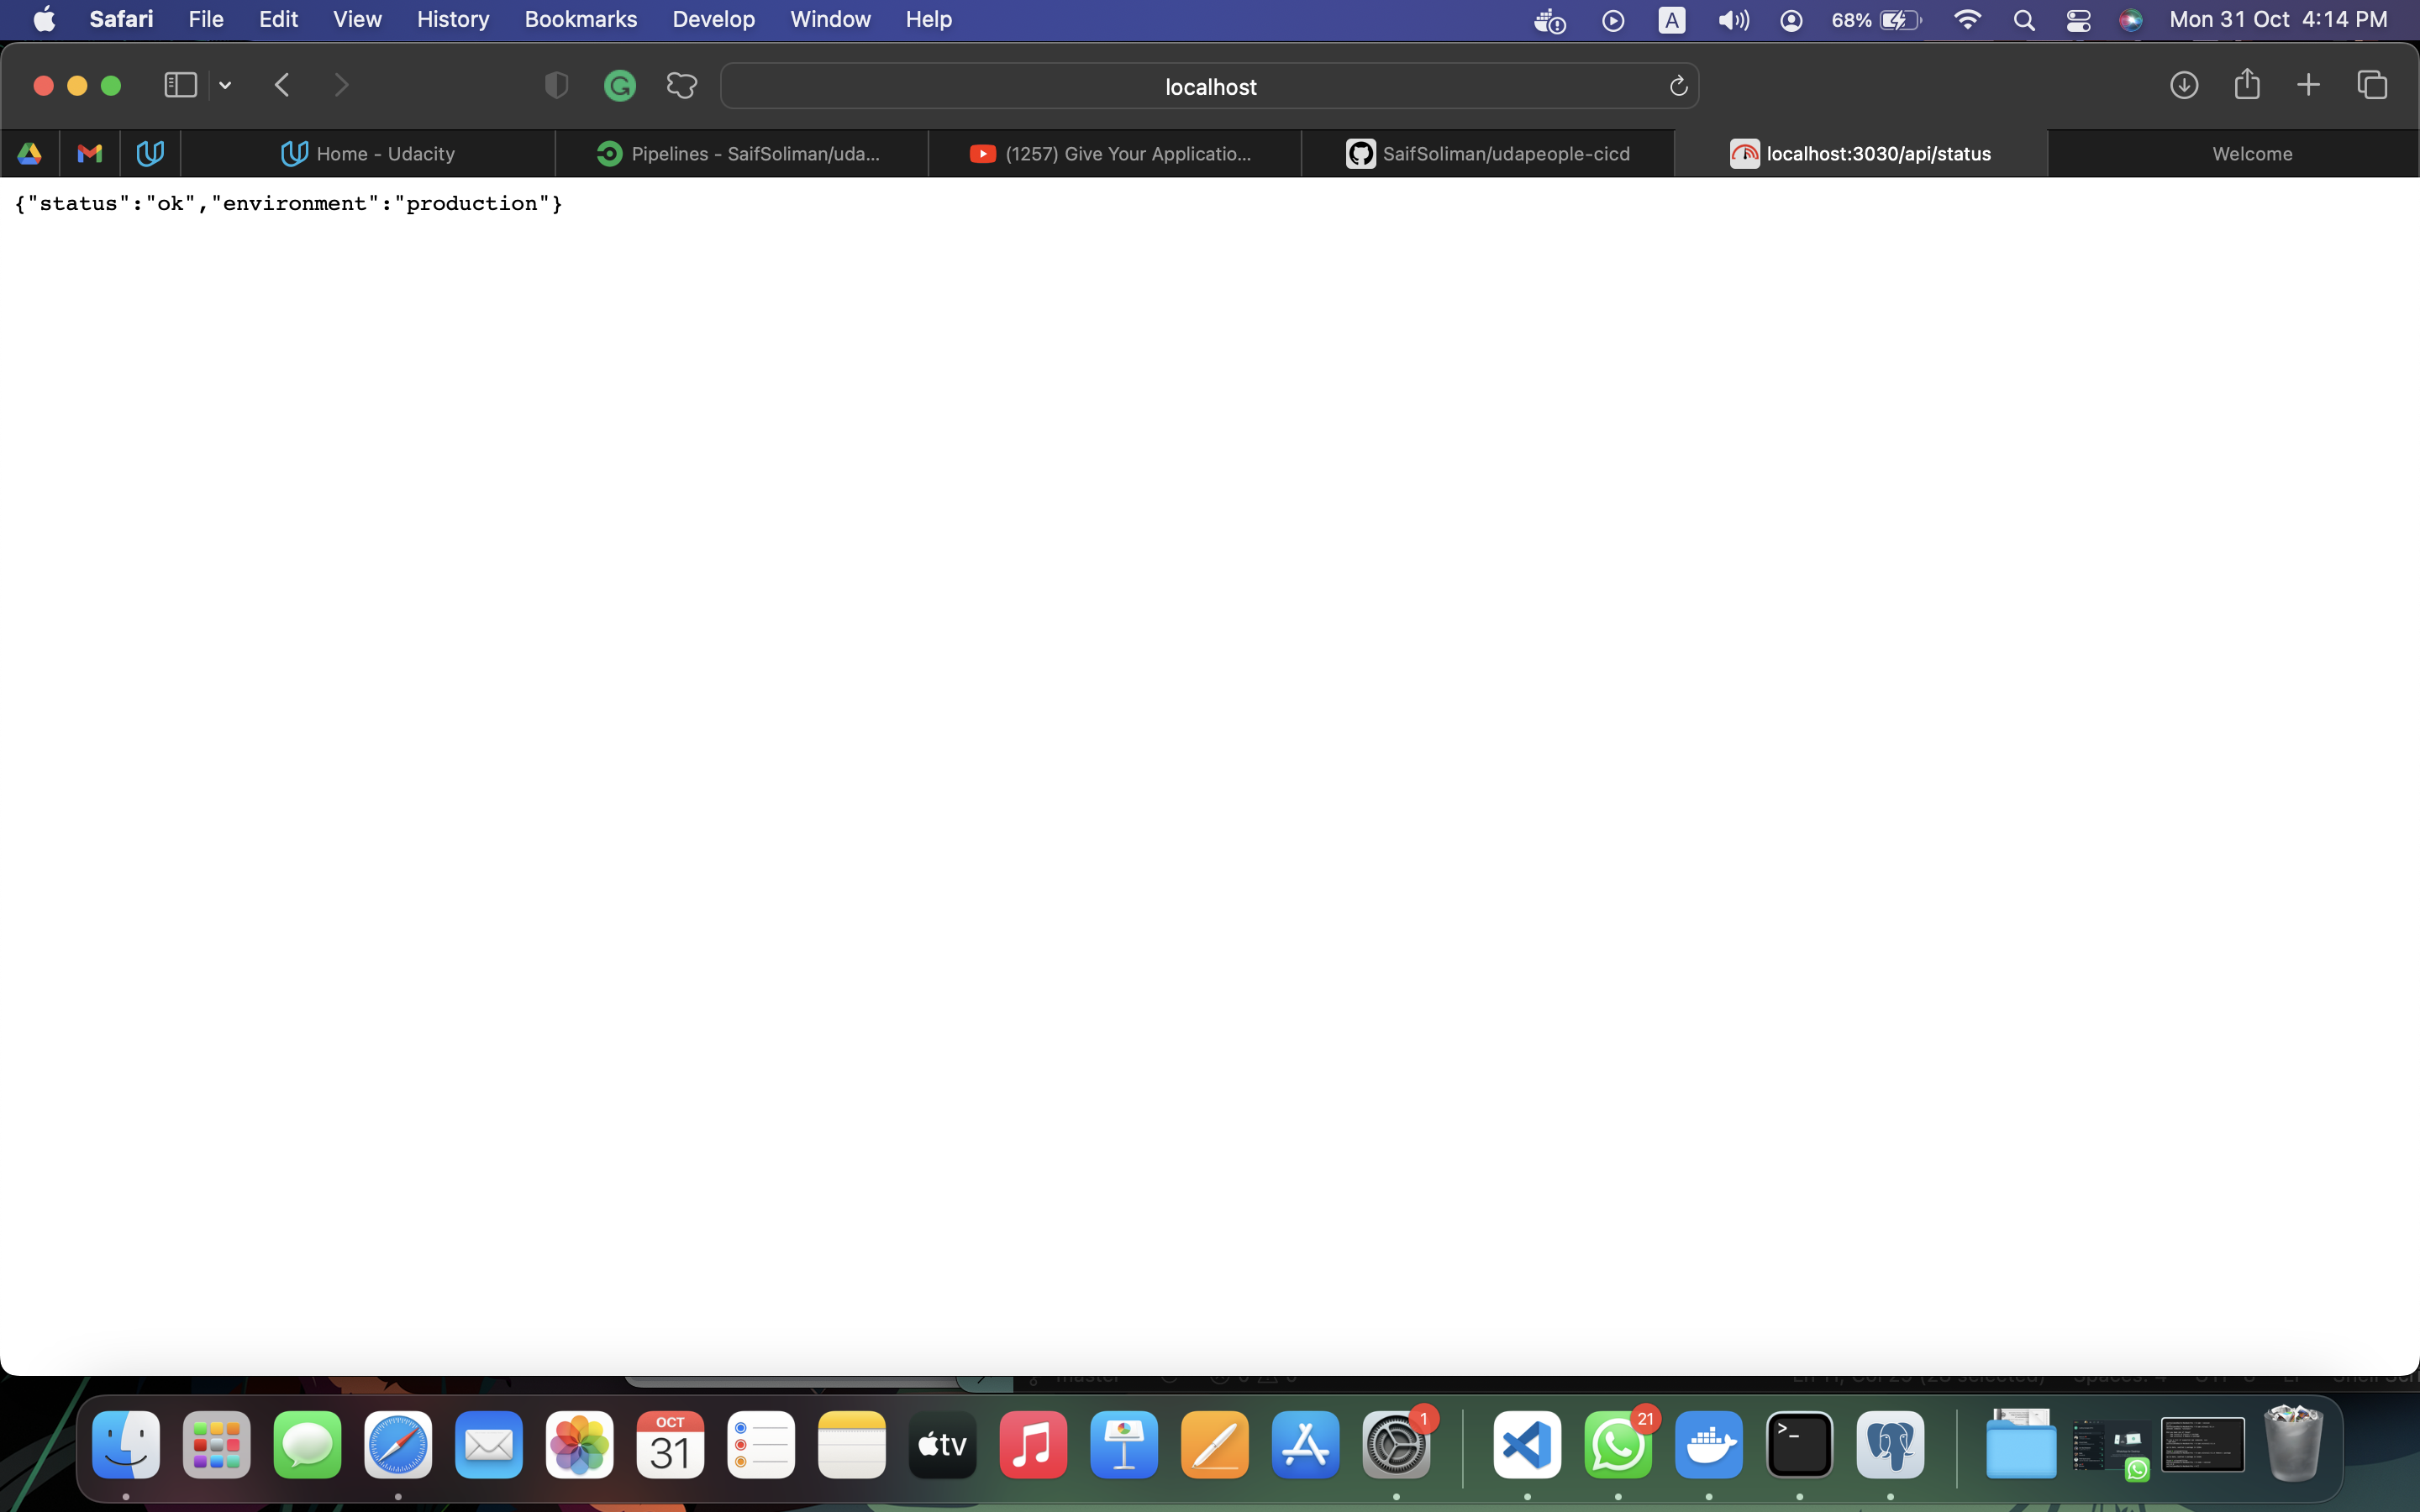 Safari File Edit View History Bookmarks Develop Window Help A 68% Mon 31 Oct 4:14 PM
localhost
Home - Udacity Pipelines - SaifSoliman/uda... (1257) Give Your Applicatio... SaifSoliman/udapeople-cicd localhost:3030/api/status Welcome
{"status":"ok","environment":"production"}
OCT
31
tv
1
21
>_